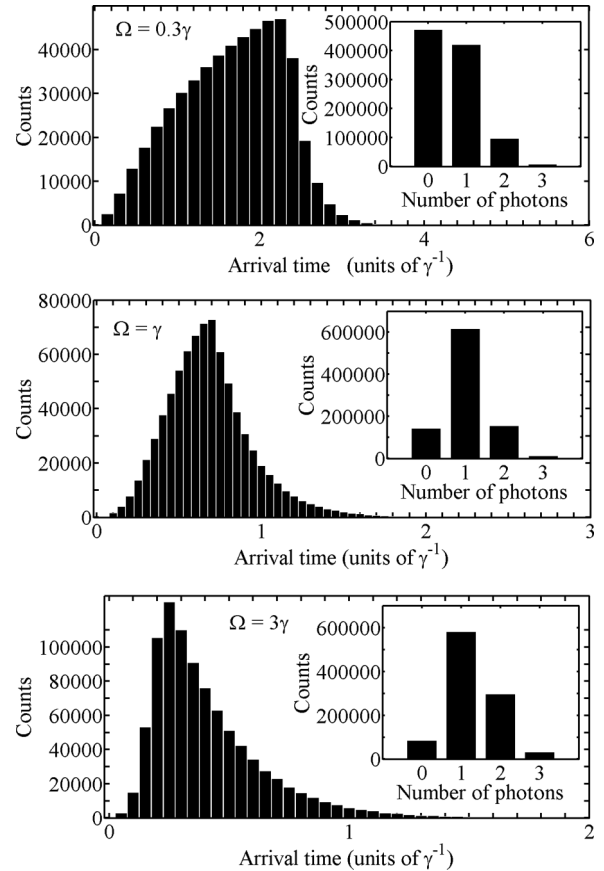 Ω = 0.3γ
Counts
40000
30000
20000
10000
0
0 2 4 6
Arrival time (units of γ-1)
Counts
500000
400000
300000
200000
100000
0
0 1 2 3
Number of photons
Ω = γ
Counts
80000
60000
40000
20000
0
0 1 2 3
Arrival time (units of γ-1)
Counts
600000
400000
200000
0
0 1 2 3
Number of photons
Ω = 3γ
Counts
100000
80000
60000
40000
20000
0
0 1 2
Arrival time (units of γ-1)
Counts
600000
400000
200000
0
0 1 2 3
Number of photons